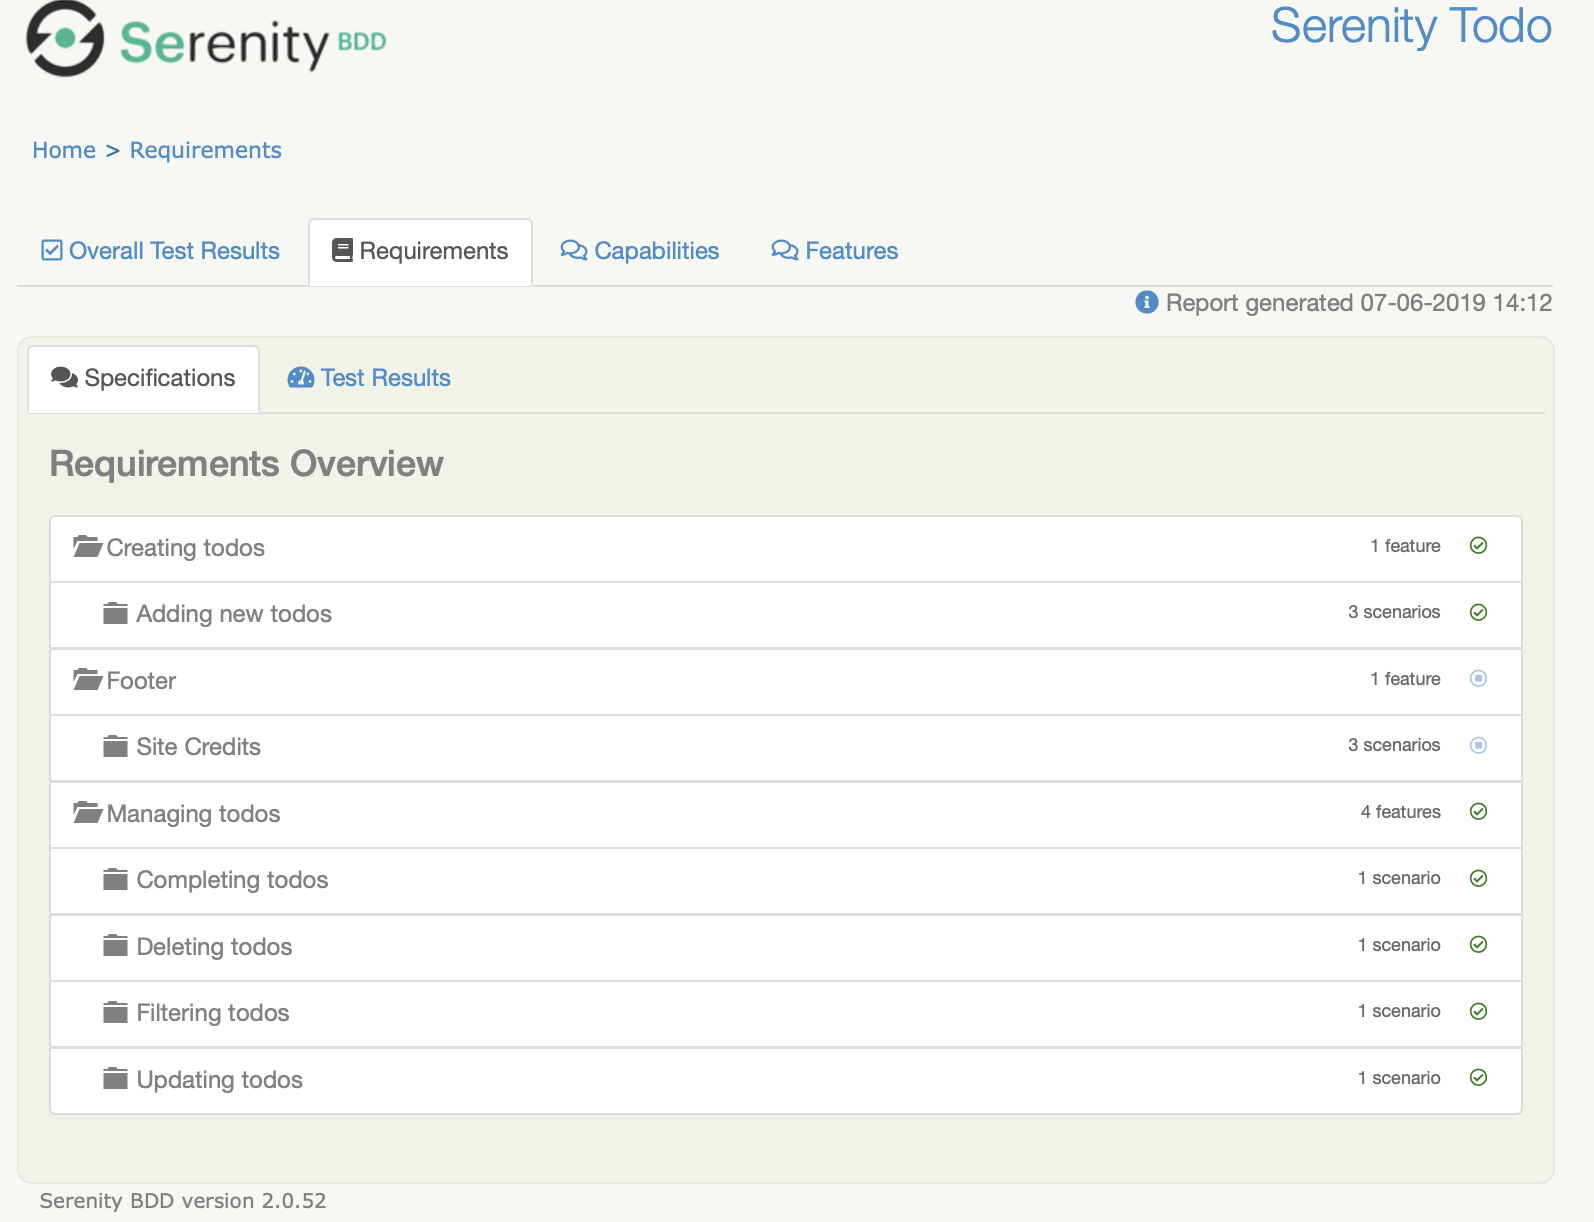 Serenity BDD
Serenity Todo
Home > Requirements
Overall Test Results
Requirements
Capabilities
Features
Report generated 07-06-2019 14:12
Specifications
Test Results
Requirements Overview
Creating todos 1 feature
Adding new todos 3 scenarios
Footer 1 feature
Site Credits 3 scenarios
Managing todos 4 features
Completing todos 1 scenario
Deleting todos 1 scenario
Filtering todos 1 scenario
Updating todos 1 scenario
Serenity BDD version 2.0.52